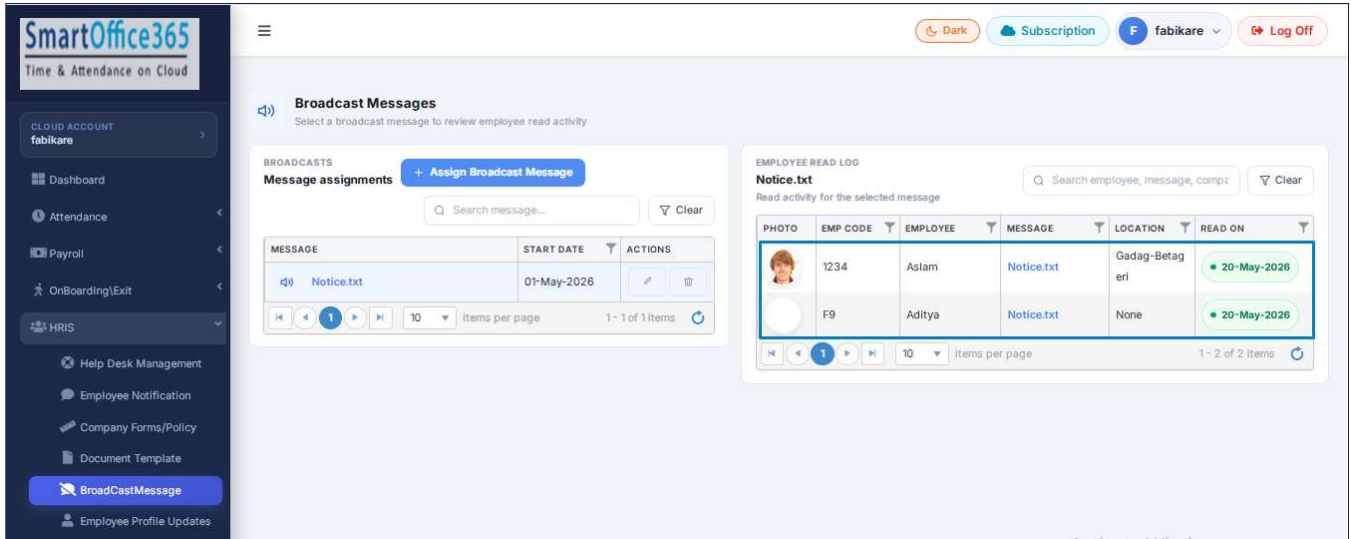 SmartOffice365
Time & Attendance on Cloud
Dark
Subscription
F
fabikare
Log Off
CLOUD ACCOUNT
fabikare
Dashboard
Attendance
Payroll
OnBoarding\Exit
HRIS
Help Desk Management
Employee Notification
Company Forms/Policy
Document Template
BroadCastMessage
Employee Profile Updates
Broadcast Messages
Select a broadcast message to review employee read activity
BROADCASTS
Message assignments
+ Assign Broadcast Message
Search message...
Clear
MESSAGE START DATE ACTIONS
Notice.txt 01-May-2026
1 10 items per page 1 - 1 of 1 items
EMPLOYEE READ LOG
Notice.txt
Read activity for the selected message
Search employee, message, compa
Clear
PHOTO EMP CODE EMPLOYEE MESSAGE LOCATION READ ON
1234 Aslam Notice.txt Gadag-Betag
eri 20-May-2026
F9 Aditya Notice.txt None 20-May-2026
1 10 items per page 1 - 2 of 2 items